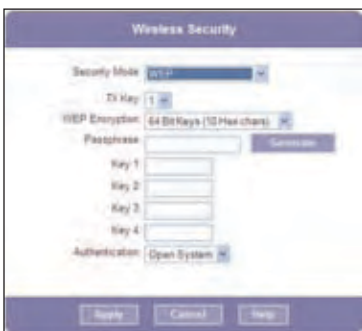 Wireless Security
Security Mode WEP
TX Key 1
WEP Encryption 64 Bit Keys (10 Hex chars)
Passphrase Generate
Key 1
Key 2
Key 3
Key 4
Authentication Open System
Apply Cancel Help